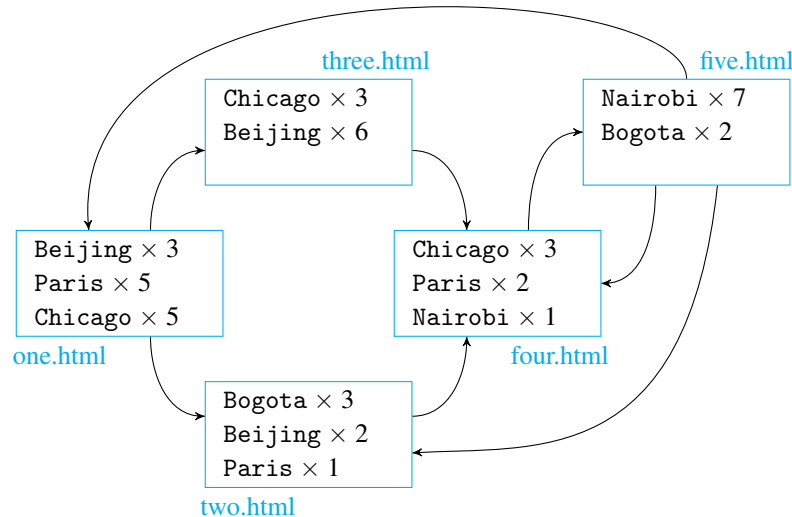 three.html
Chicago × 3
Beijing × 6
five.html
Nairobi × 7
Bogota × 2
Beijing × 3
Paris × 5
Chicago × 5
one.html
Chicago × 3
Paris × 2
Nairobi × 1
four.html
Bogota × 3
Beijing × 2
Paris × 1
two.html